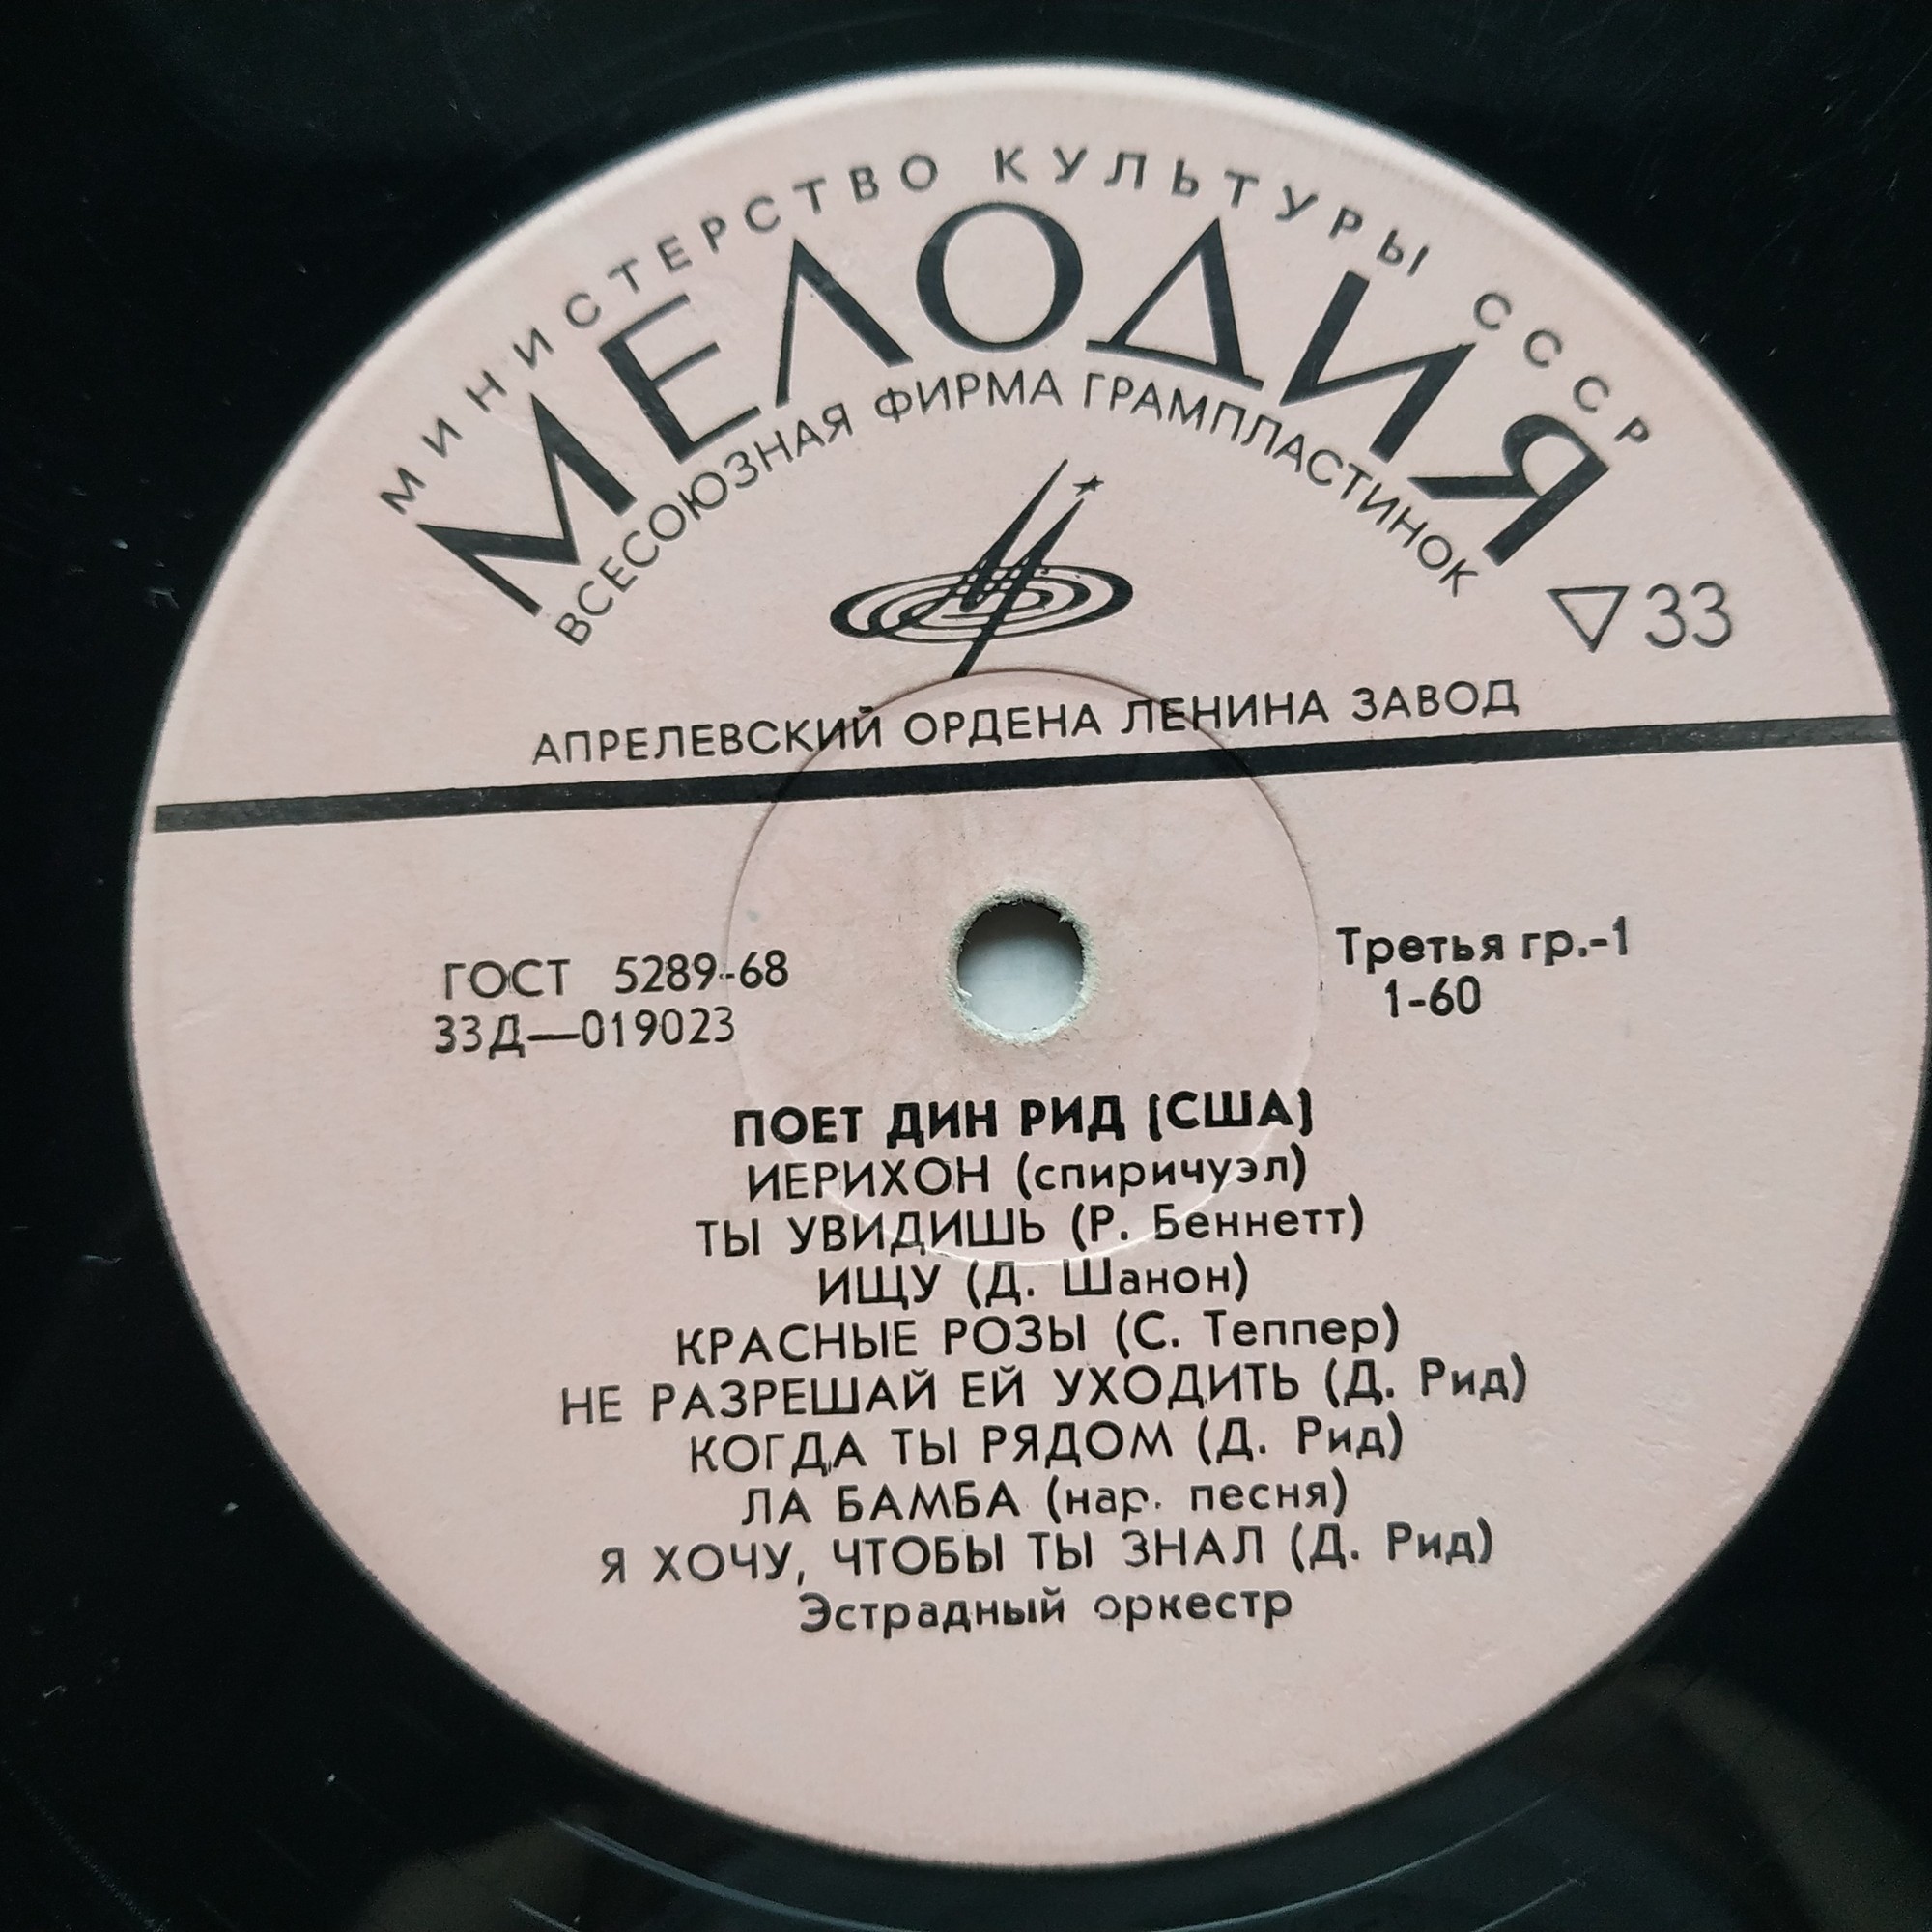 МИНИСТЕРСТВО КУЛЬТУРЫ СССР
МЕЛОДИЯ
ВСЕСОЮЗНАЯ ФИРМА ГРАМПЛАСТИНОК
▽33
АПРЕЛЕВСКИЙ ОРДЕНА ЛЕНИНА ЗАВОД
ГОСТ 5289-68
33Д—019023
Третья гр.-1
1-60
ПОЕТ ДИН РИД (США)
ИЕРИХОН (спиричуэл)
ТЫ УВИДИШЬ (Р. Беннетт)
ИЩУ (Д. Шанон)
КРАСНЫЕ РОЗЫ (С. Теппер)
НЕ РАЗРЕШАЙ ЕЙ УХОДИТЬ (Д. Рид)
КОГДА ТЫ РЯДОМ (Д. Рид)
ЛА БАМБА (нар. песня)
Я ХОЧУ, ЧТОБЫ ТЫ ЗНАЛ (Д. Рид)
Эстрадный оркестр